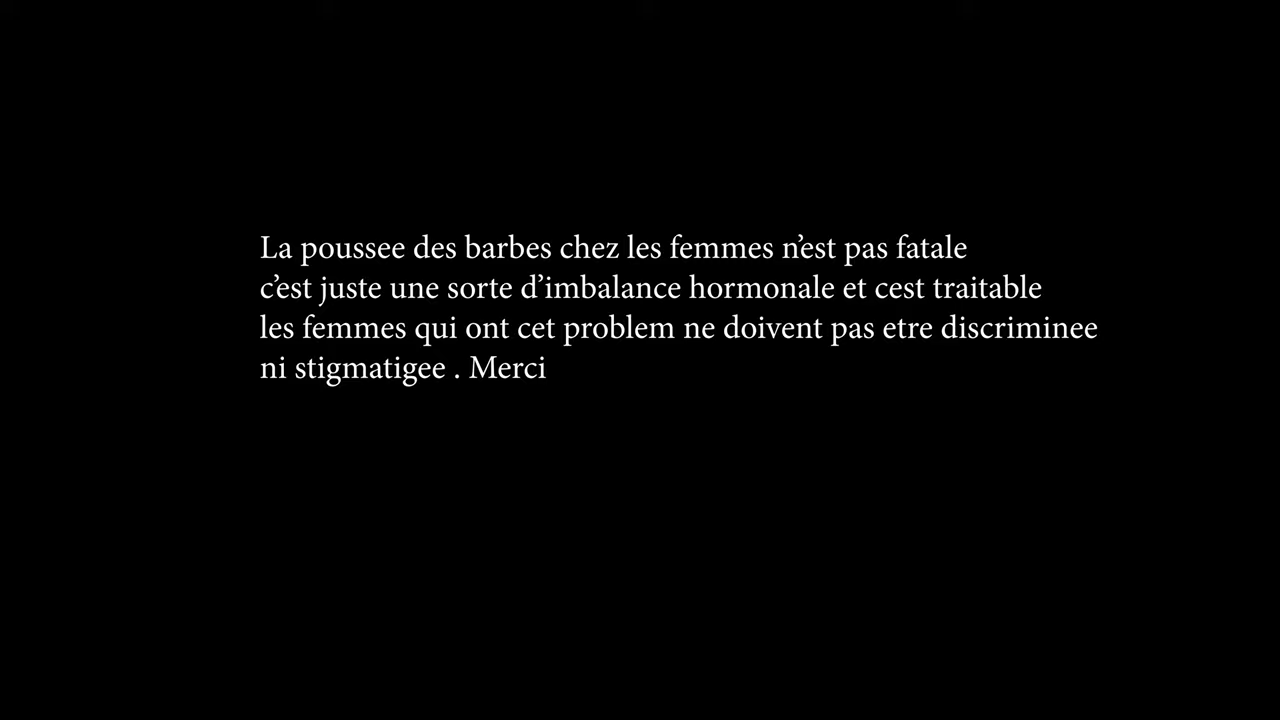 La poussee des barbes chez les femmes n'est pas fatale
c'est juste une sorte d'imbalance hormonale et cest traitable
les femmes qui ont cet problem ne doivent pas etre discriminee
ni stigmatigee . Merci